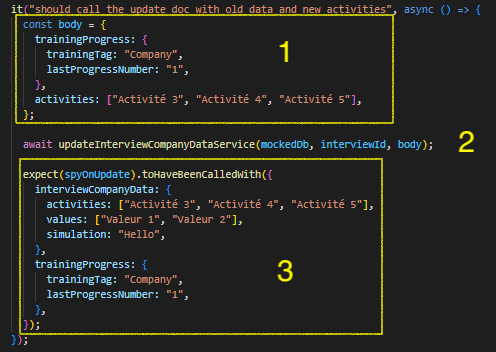 it("should call the update doc with old data and new activities", async () => {
const body = {
trainingProgress: {
trainingTag: "Company",
lastProgressNumber: "1",
},
activities: ["Activité 3", "Activité 4", "Activité 5"],
};
1
await updateInterviewCompanyDataService(mockedDb, interviewId, body);
2
expect(spyOnUpdate).toHaveBeenCalledWith({
interviewCompanyData: {
activities: ["Activité 3", "Activité 4", "Activité 5"],
values: ["Valeur 1", "Valeur 2"],
simulation: "Hello",
},
trainingProgress: {
trainingTag: "Company",
lastProgressNumber: "1",
},
});
3
});